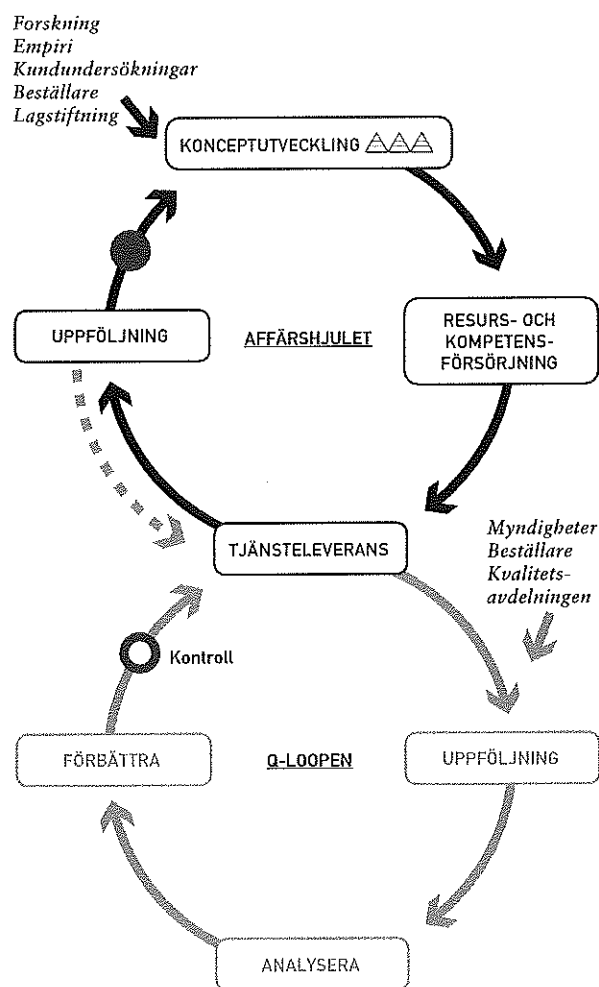 Forskning
Empiri
Kundundersökningar
Beställare
Lagstiftning
KONCEPTUTVECKLING
UPPFÖLJNING
AFFÄRSHJULET
RESURS- OCH
KOMPETENS-
FÖRSÖRJNING
TJÄNSTELEVERANS
Myndigheter
Beställare
Kvalitets-
avdelningen
Kontroll
FÖRBÄTTRA
Q-LOOPEN
UPPFÖLJNING
ANALYSERA